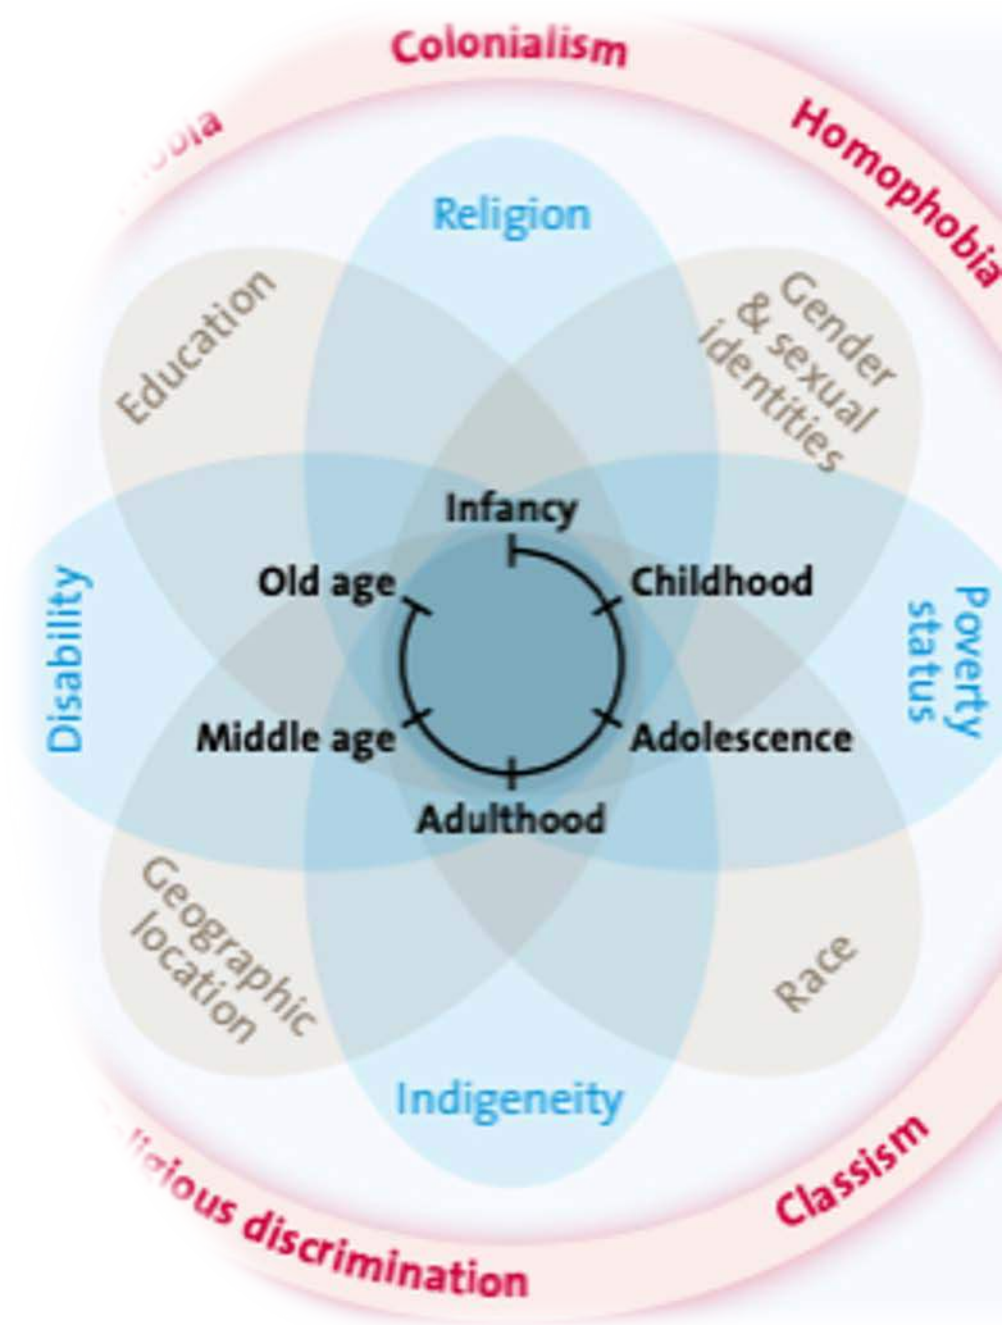 Colonialism
Homophobia
Religion
Education
Gender
& sexual
identities
Infancy
Old age
Childhood
Disability
Poverty
status
Middle age
Adolescence
Adulthood
Geographic
location
Race
Indigeneity
Classism
discrimination